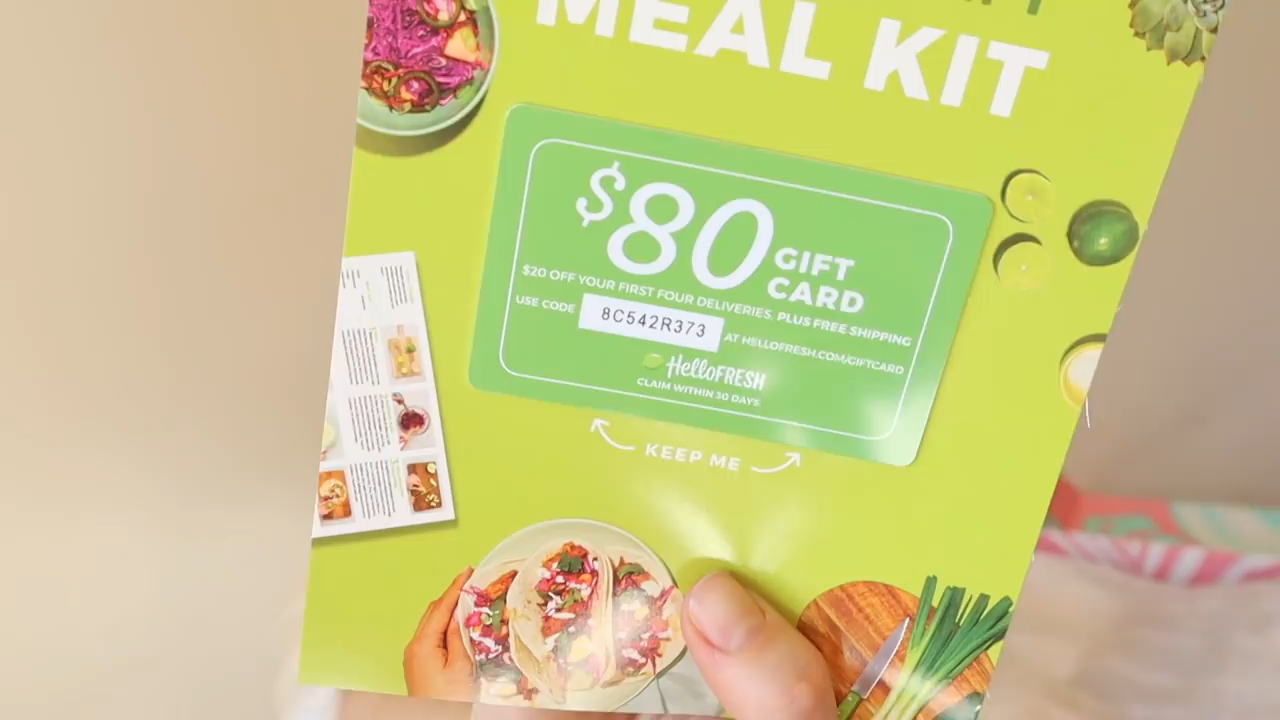 MEAL KIT
$80 GIFT CARD
$20 OFF YOUR FIRST FOUR DELIVERIES, PLUS FREE SHIPPING
USE CODE 8C542R373 AT HELLOFRESH.COM/GIFTCARD
HelloFRESH
CLAIM WITHIN 30 DAYS
KEEP ME